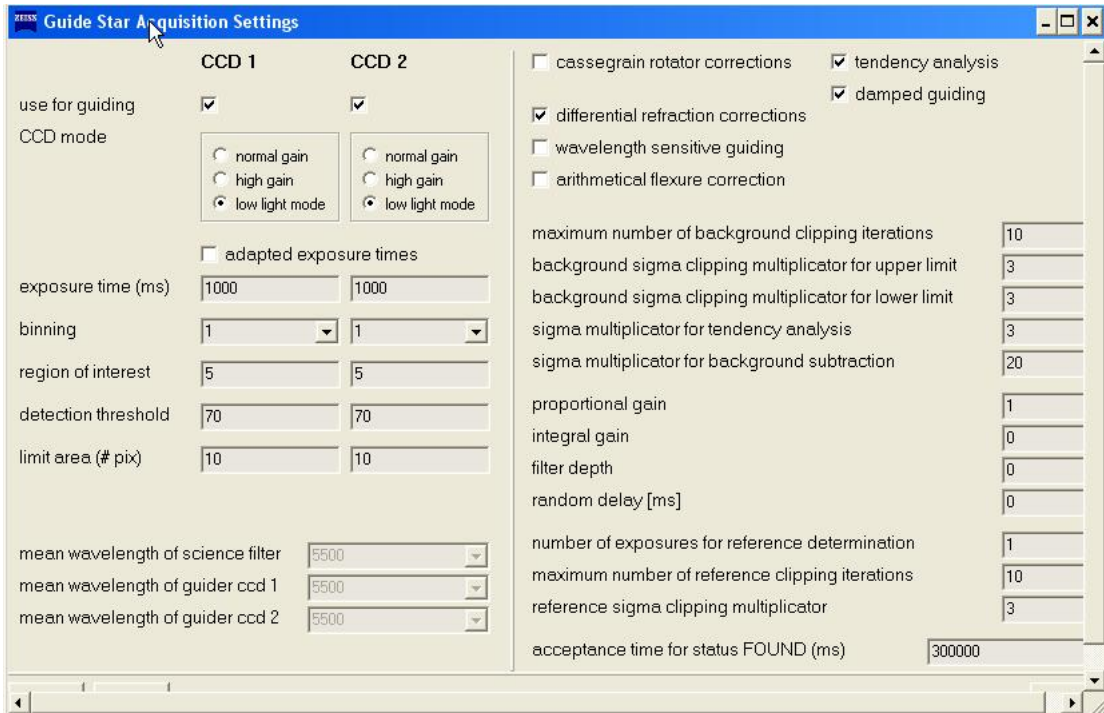 ZEISS Guide Star Acquisition Settings
CCD 1 CCD 2
use for guiding
CCD mode
normal gain normal gain
high gain high gain
low light mode low light mode
adapted exposure times
exposure time (ms) 1000 1000
binning 1 1
region of interest 5 5
detection threshold 70 70
limit area (# pix) 10 10
mean wavelength of science filter 5500
mean wavelength of guider ccd 1 5500
mean wavelength of guider ccd 2 5500
cassegrain rotator corrections tendency analysis
damped guiding
differential refraction corrections
wavelength sensitive guiding
arithmetical flexure correction
maximum number of background clipping iterations 10
background sigma clipping multiplicator for upper limit 3
background sigma clipping multiplicator for lower limit 3
sigma multiplicator for tendency analysis 3
sigma multiplicator for background subtraction 20
proportional gain 1
integral gain 0
filter depth 0
random delay [ms] 0
number of exposures for reference determination 1
maximum number of reference clipping iterations 10
reference sigma clipping multiplicator 3
acceptance time for status FOUND (ms) 300000